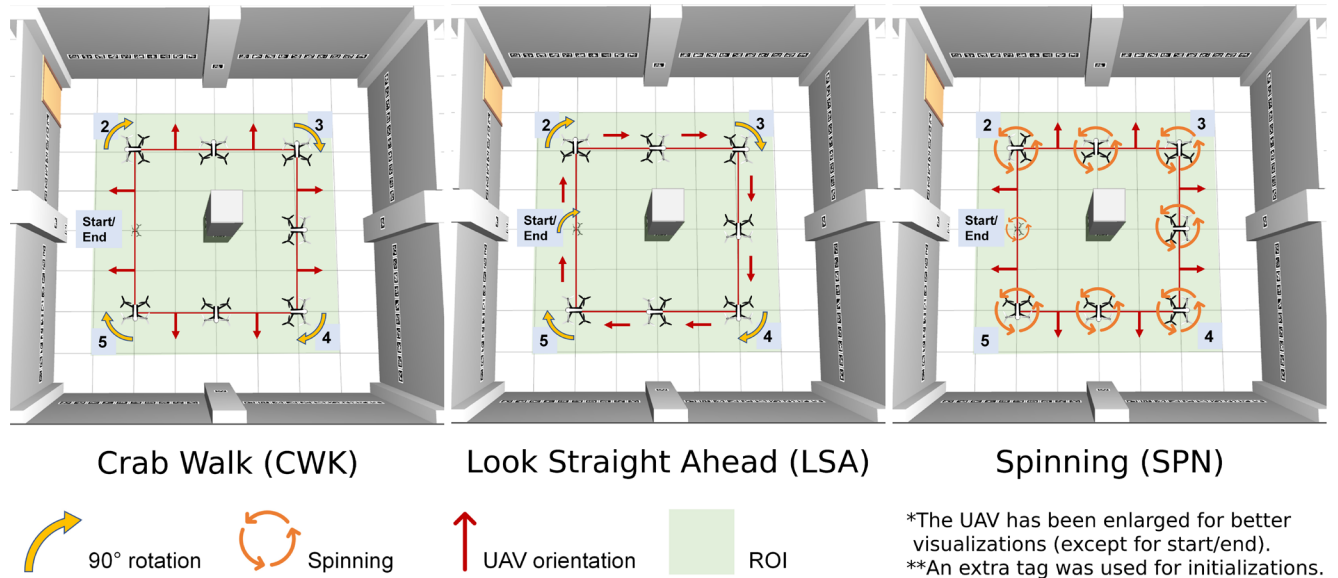 2
3
Start/
End
5
4
2
3
Start/
End
5
4
2
3
Start/
End
5
4
Crab Walk (CWK)
Look Straight Ahead (LSA)
Spinning (SPN)
90° rotation
Spinning
UAV orientation
ROI
*The UAV has been enlarged for better
visualizations (except for start/end).
**An extra tag was used for initializations.